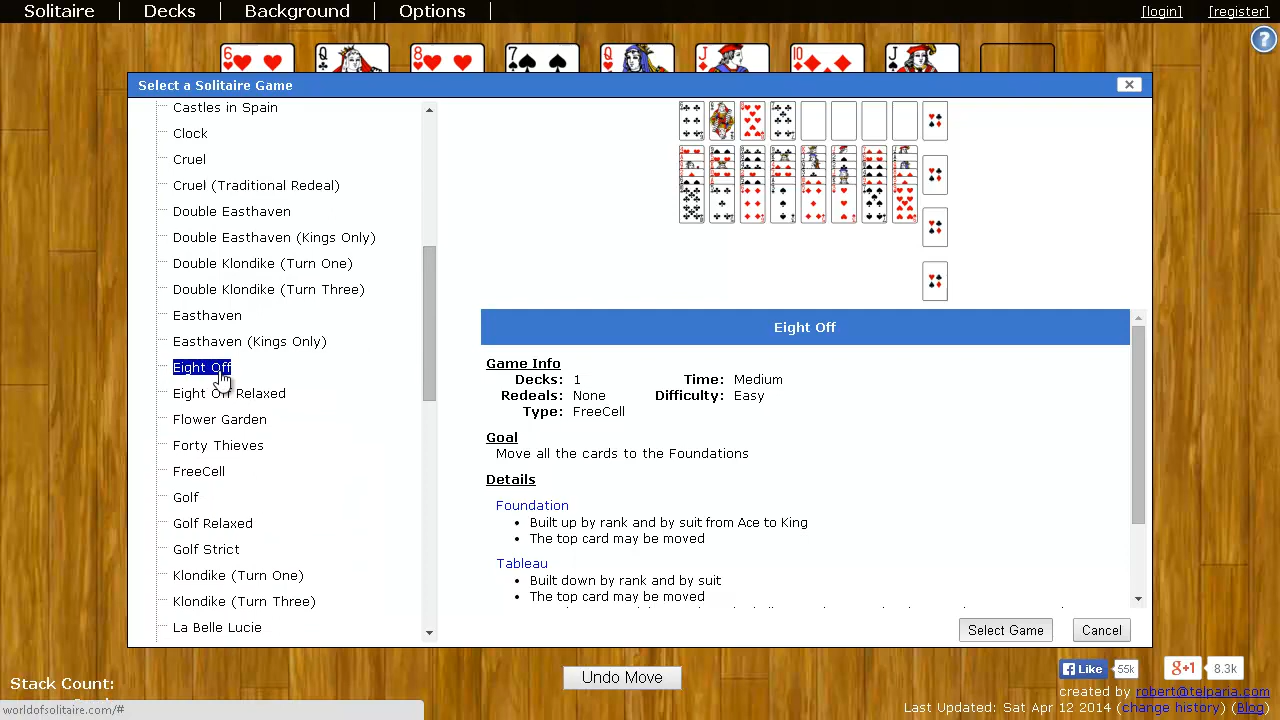 Solitaire Decks Background Options [login] [register]
?
6 Q 8 7 Q J 10 J
Select a Solitaire Game
Castles in Spain
Clock
Cruel
Cruel (Traditional Redeal)
Double Easthaven
Double Easthaven (Kings Only)
Double Klondike (Turn One)
Double Klondike (Turn Three)
Easthaven
Easthaven (Kings Only)
Eight Off
Eight Off Relaxed
Flower Garden
Forty Thieves
FreeCell
Golf
Golf Relaxed
Golf Strict
Klondike (Turn One)
Klondike (Turn Three)
La Belle Lucie
Eight Off
Game Info
Decks: 1 Time: Medium
Redeals: None Difficulty: Easy
Type: FreeCell
Goal
Move all the cards to the Foundations
Details
Foundation
• Built up by rank and by suit from Ace to King
• The top card may be moved
Tableau
• Built down by rank and by suit
• The top card may be moved
Select Game Cancel
Undo Move
Like 55k g+1 8.3k
Stack Count:
created by robert@telparia.com
Last Updated: Sat Apr 12 2014 (change history) (Blog)
worldofsolitaire.com/#